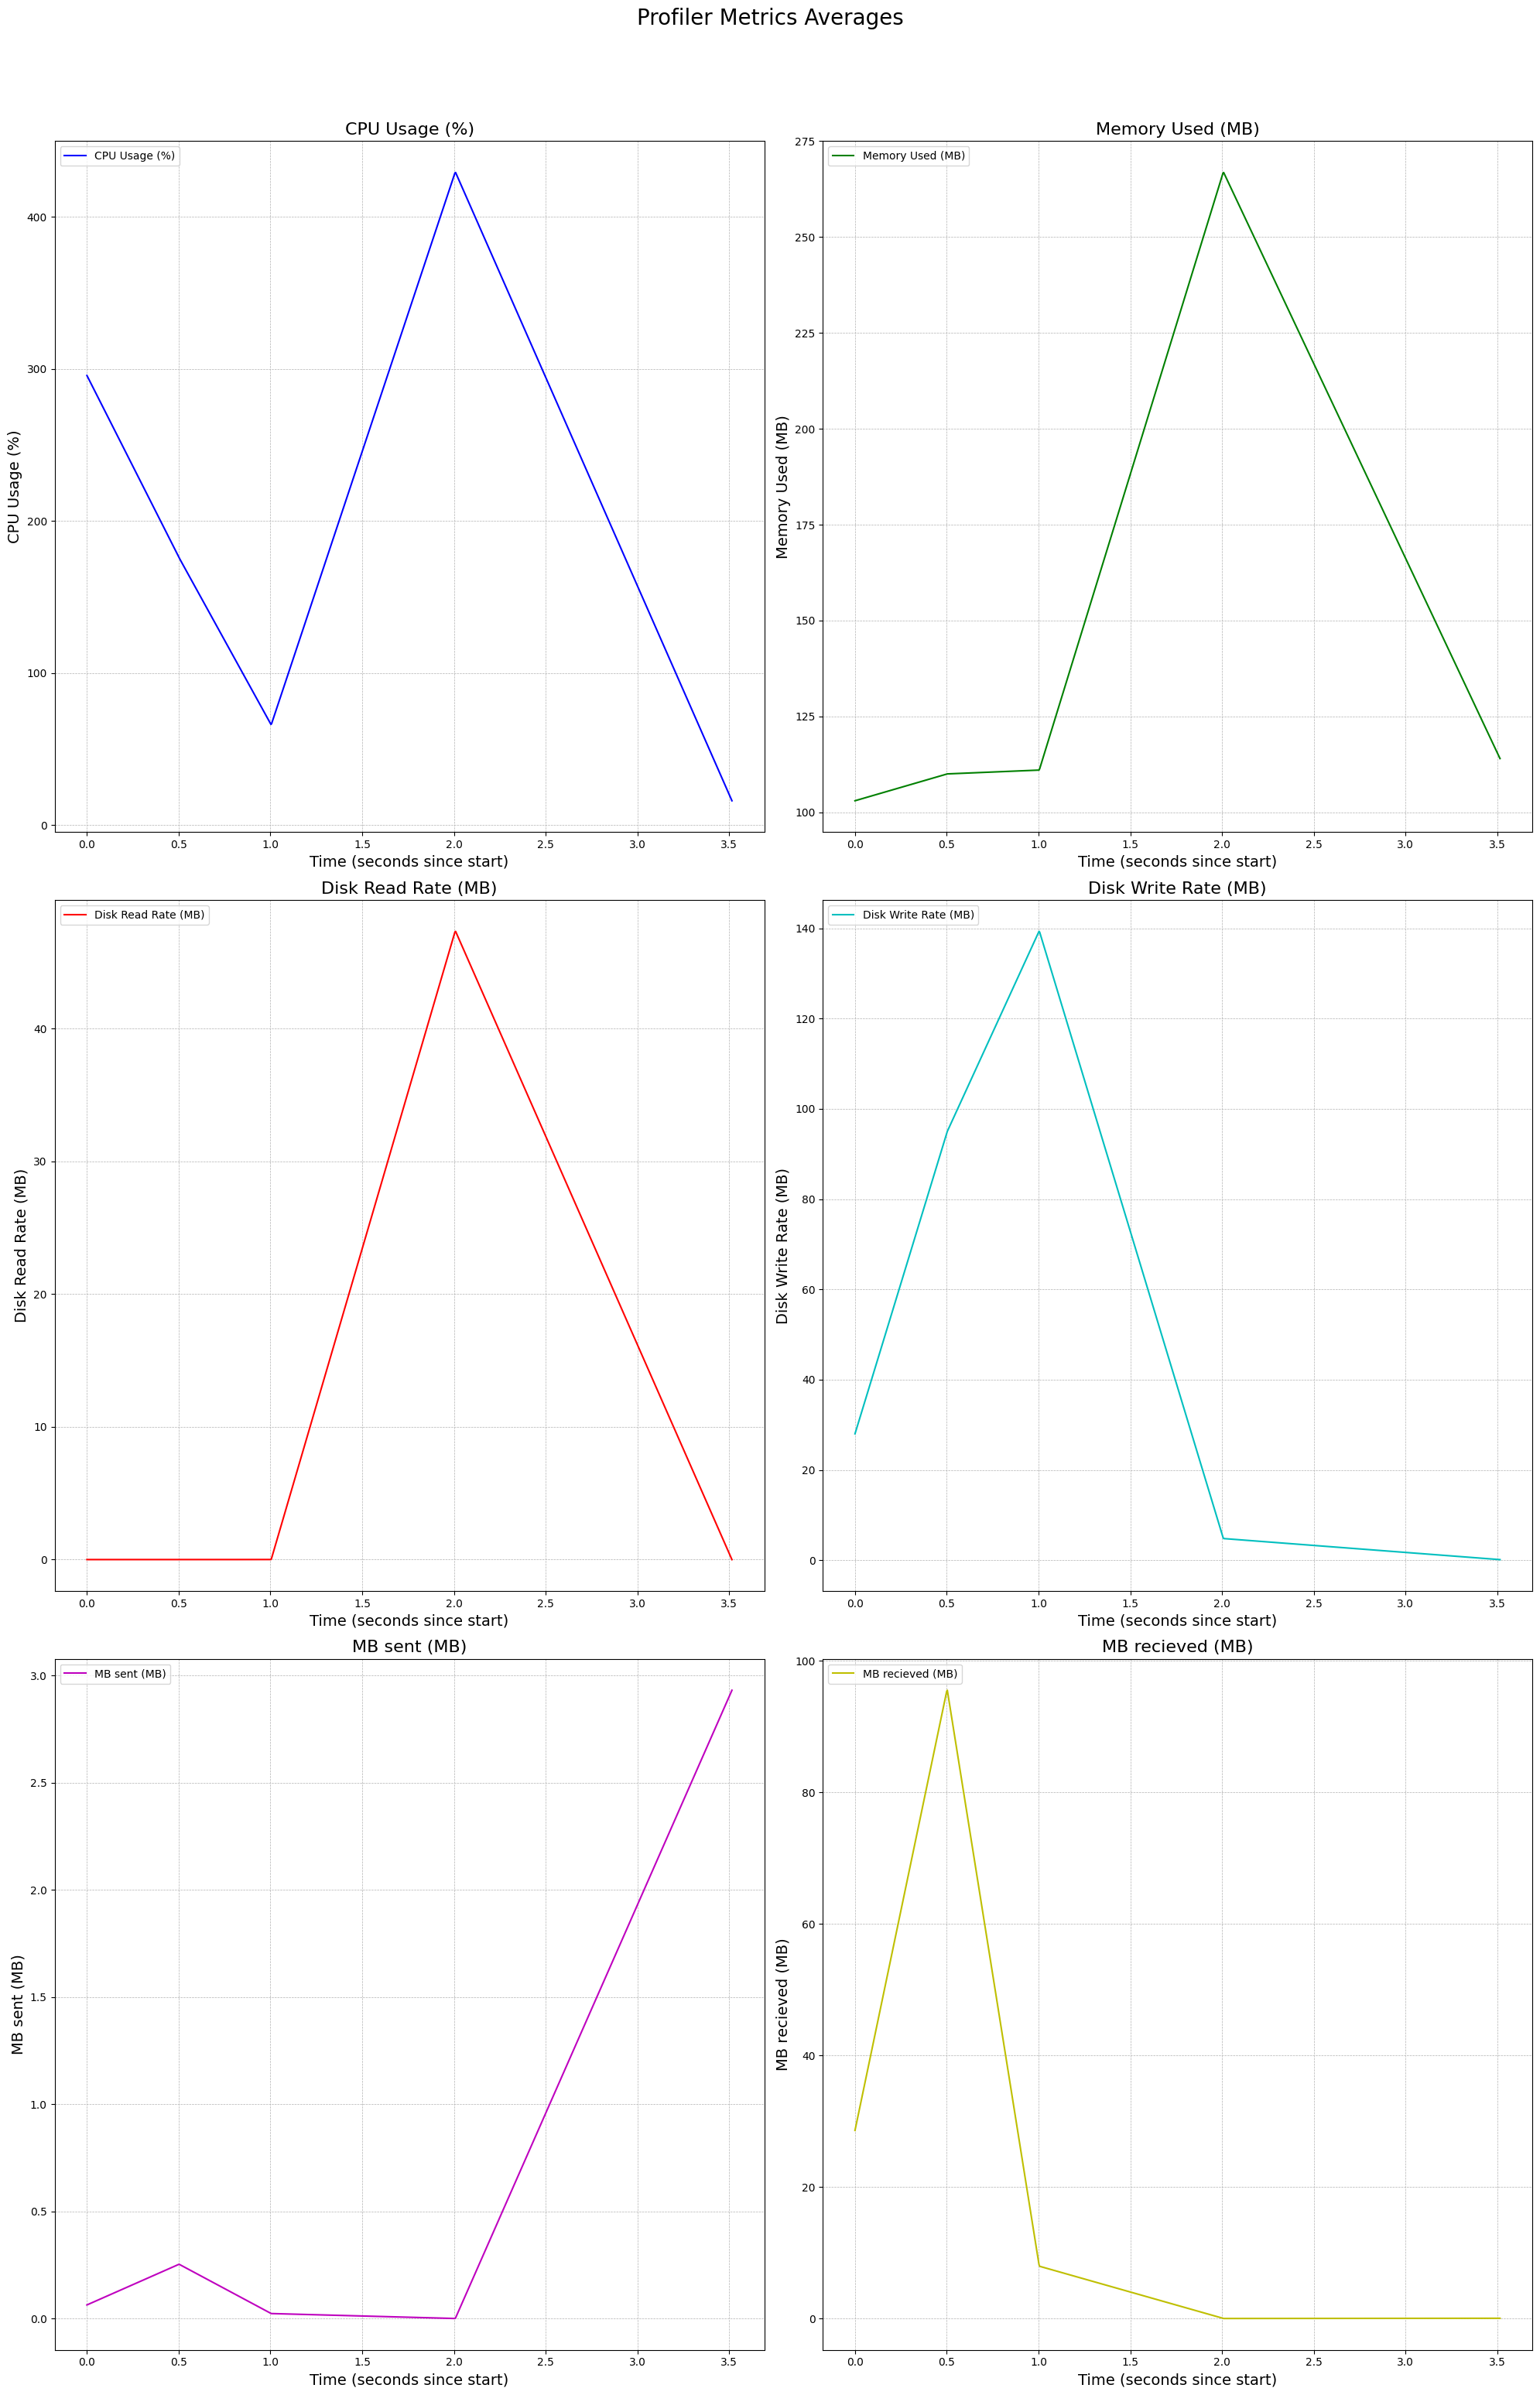 Profiler Metrics Averages
CPU Usage (%)
CPU Usage (%)
CPU Usage (%)
400
300
200
100
0
0.0 0.5 1.0 1.5 2.0 2.5 3.0 3.5
Time (seconds since start)
Memory Used (MB)
Memory Used (MB)
Memory Used (MB)
275
250
225
200
175
150
125
100
0.0 0.5 1.0 1.5 2.0 2.5 3.0 3.5
Time (seconds since start)
Disk Read Rate (MB)
Disk Read Rate (MB)
Disk Read Rate (MB)
40
30
20
10
0
0.0 0.5 1.0 1.5 2.0 2.5 3.0 3.5
Time (seconds since start)
Disk Write Rate (MB)
Disk Write Rate (MB)
Disk Write Rate (MB)
140
120
100
80
60
40
20
0
0.0 0.5 1.0 1.5 2.0 2.5 3.0 3.5
Time (seconds since start)
MB sent (MB)
MB sent (MB)
MB sent (MB)
3.0
2.5
2.0
1.5
1.0
0.5
0.0
0.0 0.5 1.0 1.5 2.0 2.5 3.0 3.5
Time (seconds since start)
MB recieved (MB)
MB recieved (MB)
MB recieved (MB)
100
80
60
40
20
0
0.0 0.5 1.0 1.5 2.0 2.5 3.0 3.5
Time (seconds since start)